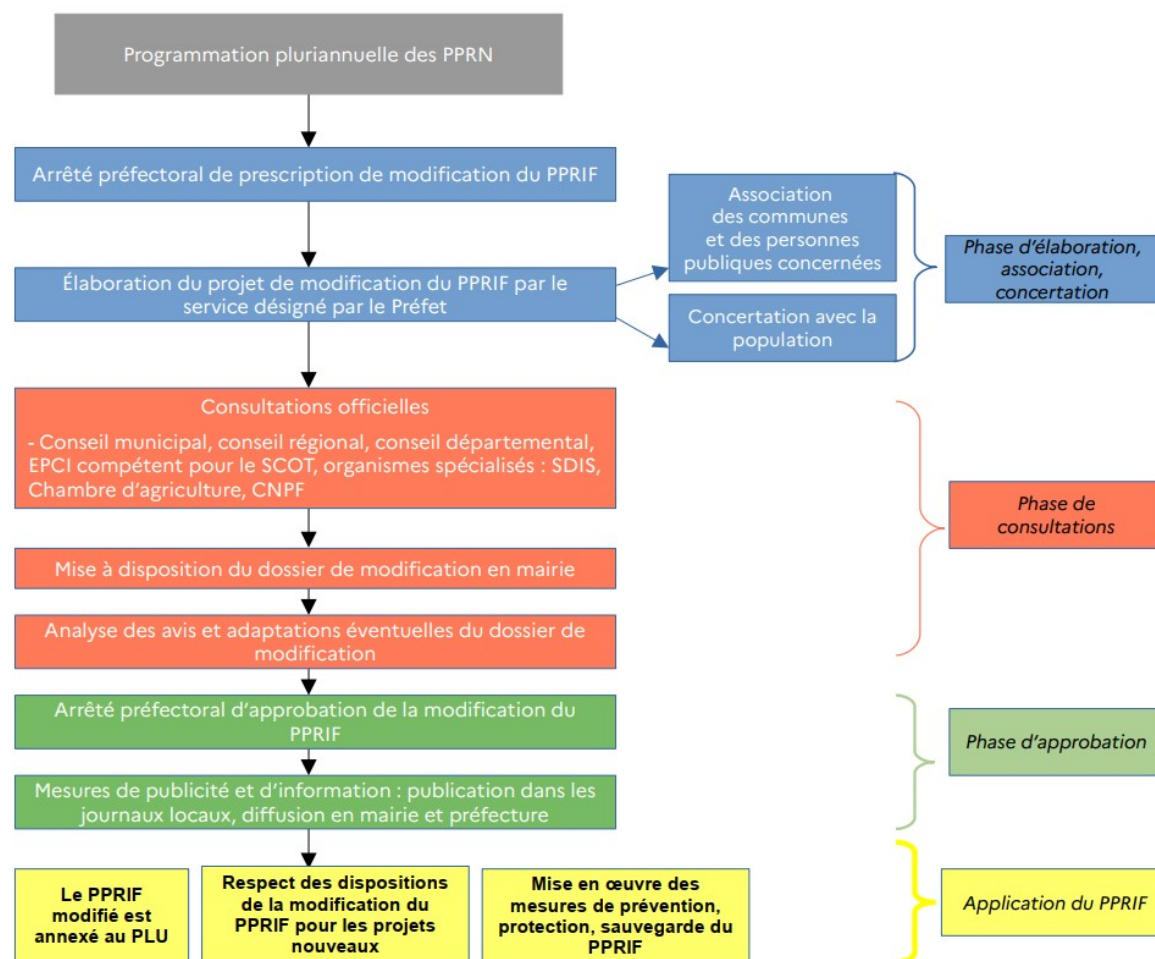 Programmation pluriannuelle des PPRN
Arrêté préfectoral de prescription de modification du PPRIF
Association
des communes
et des personnes
publiques concernées
Phase d'élaboration,
association,
concertation
Élaboration du projet de modification du PPRIF par le
service désigné par le Préfet
Concertation avec la
population
Consultations officielles
- Conseil municipal, conseil régional, conseil départemental,
EPCI compétent pour le SCOT, organismes spécialisés : SDIS,
Chambre d'agriculture, CNPF
Phase de
consultations
Mise à disposition du dossier de modification en mairie
Analyse des avis et adaptations éventuelles du dossier de
modification
Arrêté préfectoral d'approbation de la modification du
PPRIF
Phase d'approbation
Mesures de publicité et d'information : publication dans les
journaux locaux, diffusion en mairie et préfecture
Le PPRIF
modifié est
annexé au PLU
Respect des dispositions
de la modification du
PPRIF pour les projets
nouveaux
Mise en œuvre des
mesures de prévention,
protection, sauvegarde du
PPRIF
Application du PPRIF